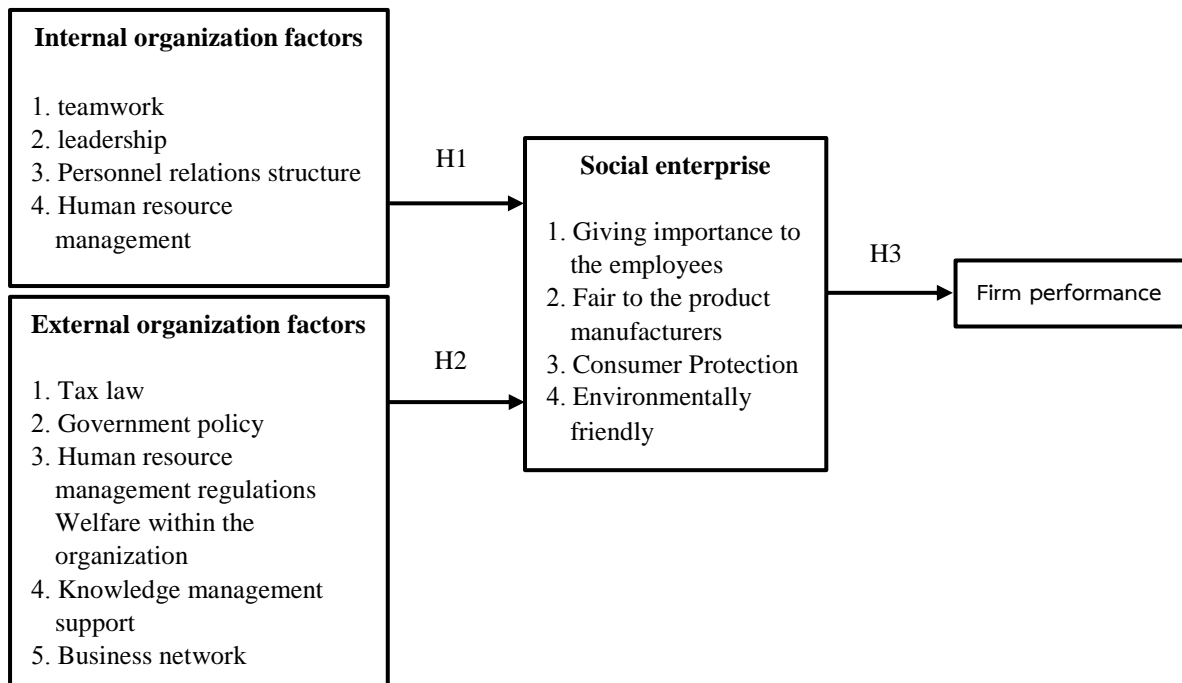 Internal organization factors
1. teamwork
2. leadership
3. Personnel relations structure
4. Human resource
management
External organization factors
1. Tax law
2. Government policy
3. Human resource
management regulations
Welfare within the
organization
4. Knowledge management
support
5. Business network
H1
H2
Social enterprise
1. Giving importance to
the employees
2. Fair to the product
manufacturers
3. Consumer Protection
4. Environmentally
friendly
H3
Firm performance